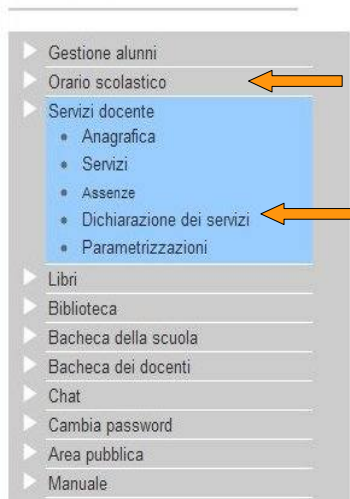 Gestione alunni
Orario scolastico
Servizi docente
Anagrafica
Servizi
Assenze
Dichiarazione dei servizi
Parametrizzazioni
Libri
Biblioteca
Bacheca della scuola
Bacheca dei docenti
Chat
Cambia password
Area pubblica
Manuale